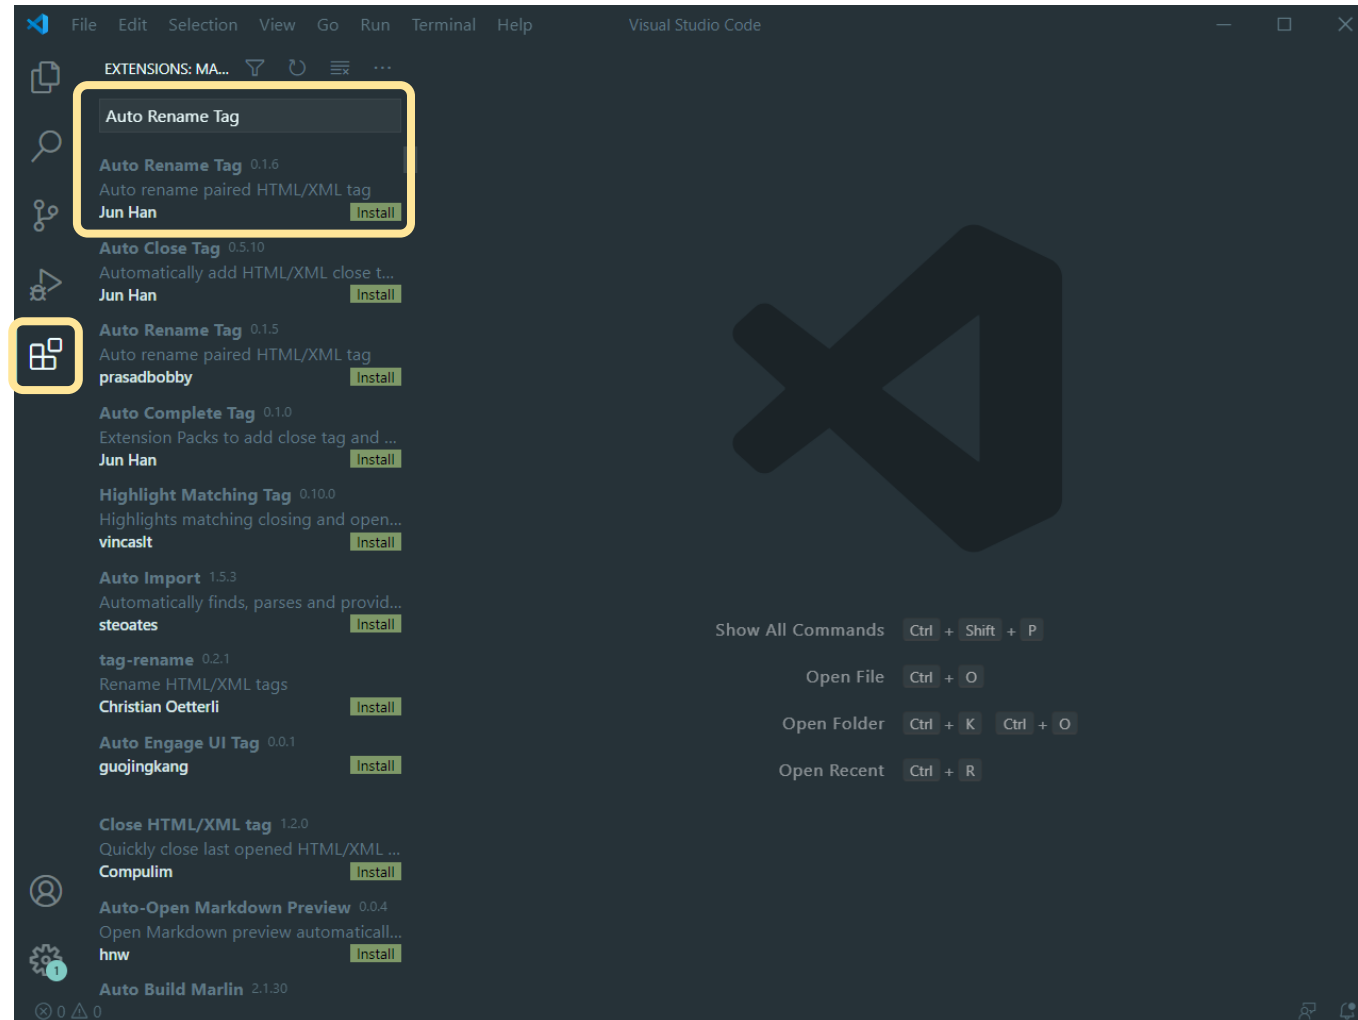 File Edit Selection View Go Run Terminal Help Visual Studio Code
EXTENSIONS: MA...
Auto Rename Tag
Auto Rename Tag 0.1.6
Auto rename paired HTML/XML tag
Jun Han Install
Auto Close Tag 0.5.10
Automatically add HTML/XML close t...
Jun Han Install
Auto Rename Tag 0.1.5
Auto rename paired HTML/XML tag
prasadbobby Install
Auto Complete Tag 0.1.0
Extension Packs to add close tag and ...
Jun Han Install
Highlight Matching Tag 0.10.0
Highlights matching closing and open...
vincaslt Install
Auto Import 1.5.3
Automatically finds, parses and provid...
steoates Install
tag-rename 0.2.1
Rename HTML/XML tags
Christian Oetterli Install
Auto Engage UI Tag 0.0.1
guojingkang Install
Close HTML/XML tag 1.2.0
Quickly close last opened HTML/XML ...
Compulim Install
Auto-Open Markdown Preview 0.0.4
Open Markdown preview automaticall...
hnw Install
Auto Build Marlin 2.1.30
1
0 0
Show All Commands Ctrl + Shift + P
Open File Ctrl + O
Open Folder Ctrl + K Ctrl + O
Open Recent Ctrl + R